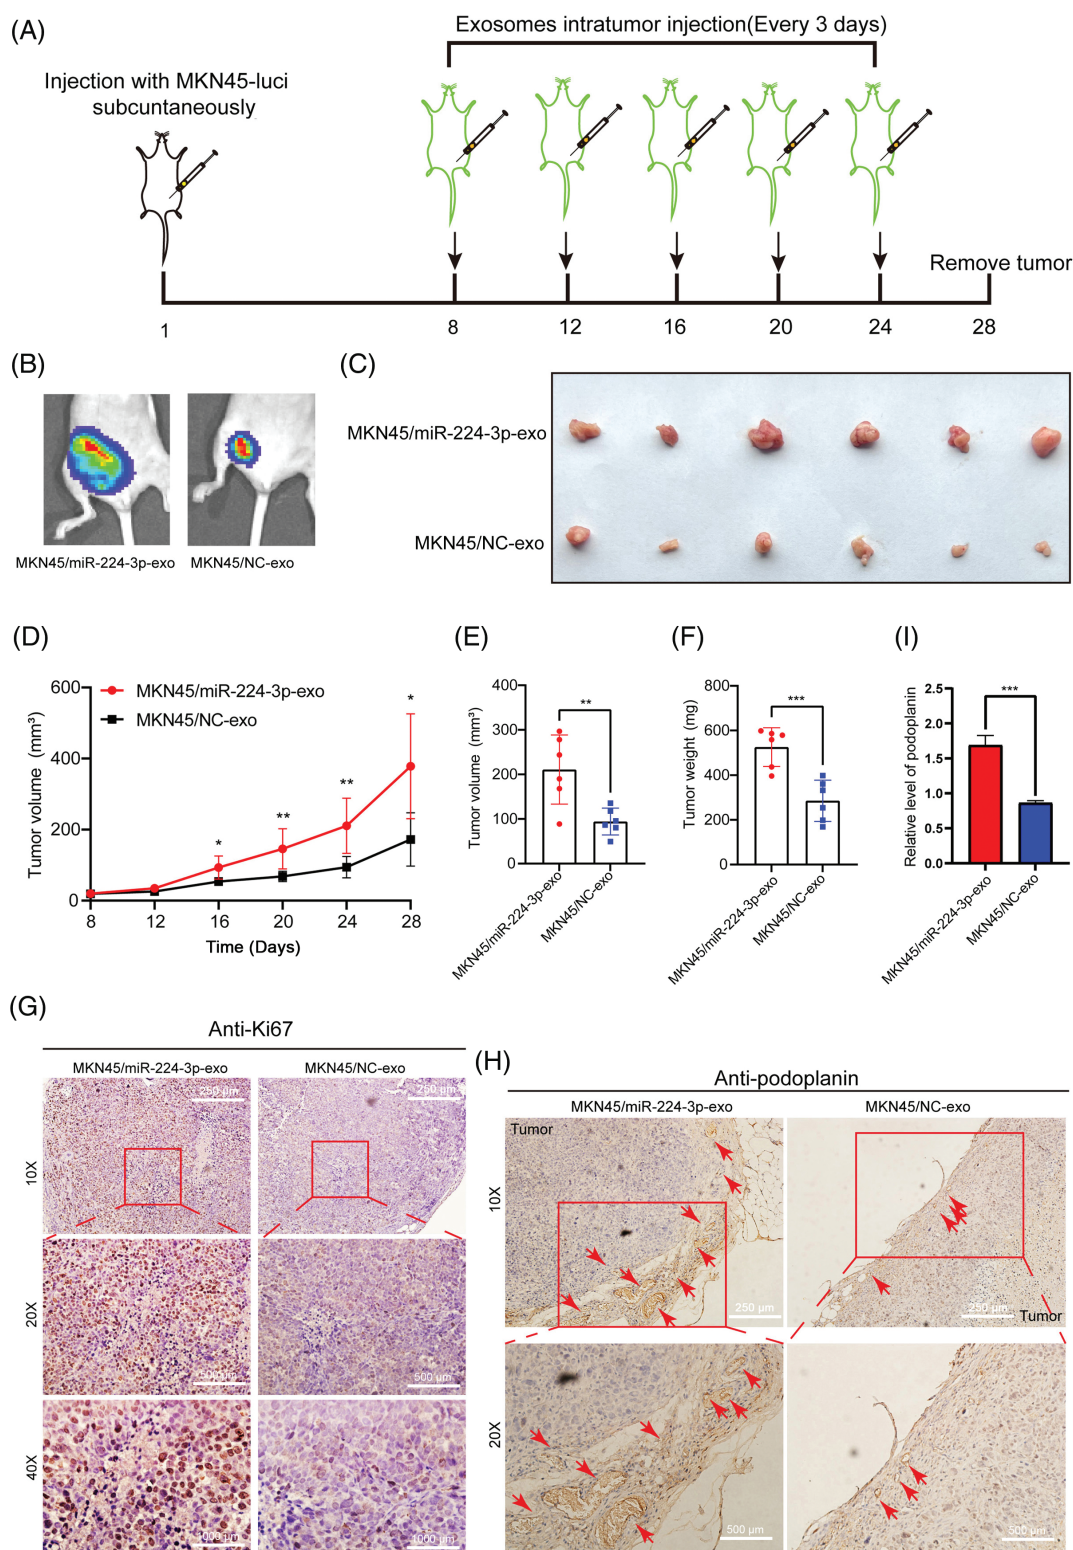 (A)
Exosomes intratumor injection(Every 3 days)
Injection with MKN45-luci
subcuntaneously
Remove tumor
1 8 12 16 20 24 28
(B)
MKN45/miR-224-3p-exo MKN45/NC-exo
(C)
MKN45/miR-224-3p-exo
MKN45/NC-exo
(D)
Tumor volume (mm³)
600
400
200
0
MKN45/miR-224-3p-exo
MKN45/NC-exo
* ** ** *
8 12 16 20 24 28
Time (Days)
(E)
Tumor volume (mm³)
400
300
200
100
0
**
MKN45/miR-224-3p-exo
MKN45/NC-exo
(F)
Tumor weight (mg)
800
600
400
200
0
***
MKN45/miR-224-3p-exo
MKN45/NC-exo
(I)
Relative level of podoplanin
2.5
2.0
1.5
1.0
0.5
0.0
***
MKN45/miR-224-3p-exo
MKN45/NC-exo
(G)
Anti-Ki67
MKN45/miR-224-3p-exo MKN45/NC-exo
10X
250 μm 250 μm
20X
500 μm 500 μm
40X
1000 μm 1000 μm
(H)
Anti-podoplanin
MKN45/miR-224-3p-exo MKN45/NC-exo
10X
Tumor
250 μm 250 μm
Tumor
20X
500 μm 500 μm